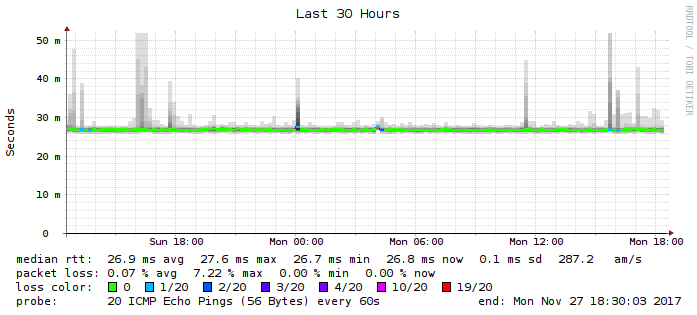 Last 30 Hours
RRDTOOL / TOBI OETIKER
Seconds
50 m
40 m
30 m
20 m
10 m
0
Sun 18:00 Mon 00:00 Mon 06:00 Mon 12:00 Mon 18:00
median rtt: 26.9 ms avg 27.6 ms max 26.7 ms min 26.8 ms now 0.1 ms sd 287.2 am/s
packet loss: 0.07 % avg 7.22 % max 0.00 % min 0.00 % now
loss color: 0 1/20 2/20 3/20 4/20 10/20 19/20
probe: 20 ICMP Echo Pings (56 Bytes) every 60s end: Mon Nov 27 18:30:03 2017